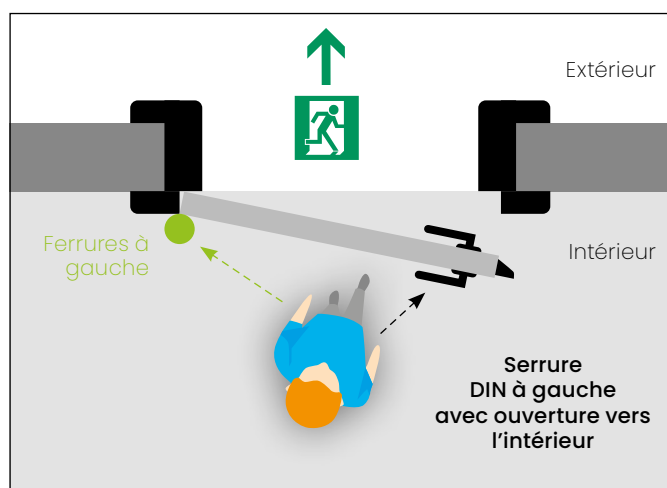 Extérieur
Ferrures à
gauche
Intérieur
Serrure
DIN à gauche
avec ouverture vers
l’intérieur